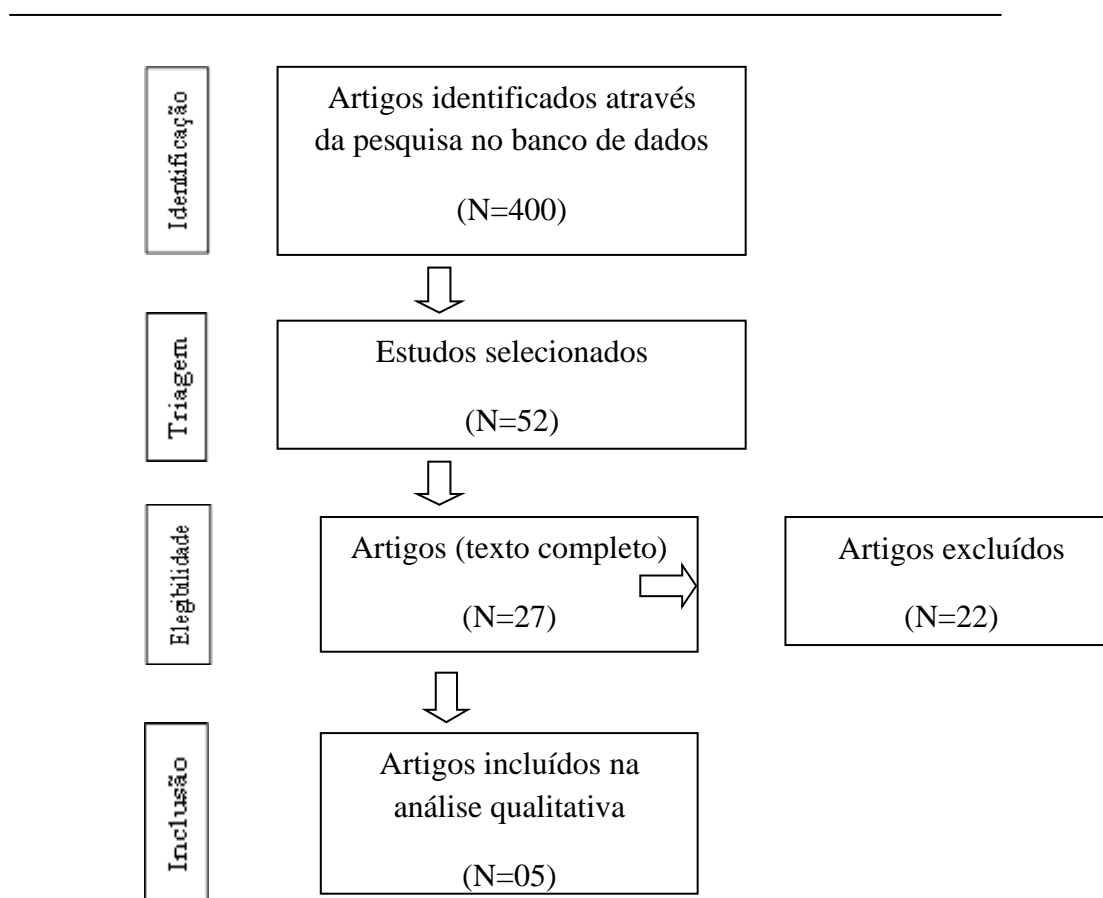 Identificação
Artigos identificados através
da pesquisa no banco de dados
(N=400)
Triagem
Estudos selecionados
(N=52)
Elegibilidade
Artigos (texto completo)
(N=27)
Artigos excluídos
(N=22)
Inclusão
Artigos incluídos na
análise qualitativa
(N=05)